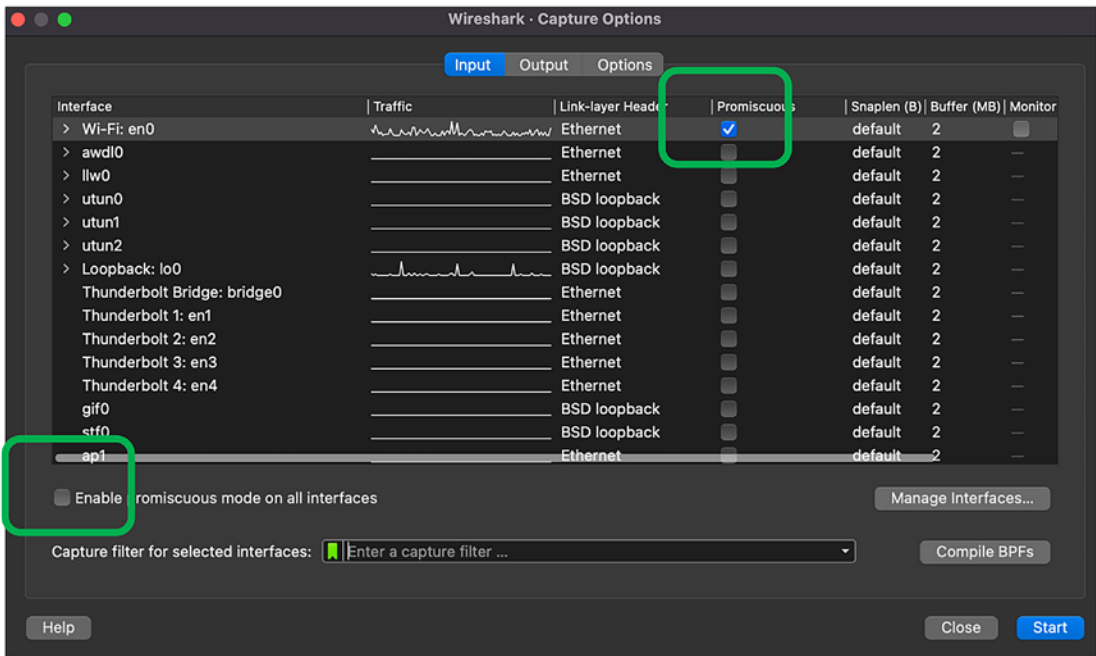 Wireshark · Capture Options
Input Output Options
Interface Traffic Link-layer Header Promiscuous Snaplen (B) Buffer (MB) Monitor
> Wi-Fi: en0 Ethernet default 2
> awdl0 Ethernet default 2 —
> llw0 Ethernet default 2 —
> utun0 BSD loopback default 2 —
> utun1 BSD loopback default 2 —
> utun2 BSD loopback default 2 —
> Loopback: lo0 BSD loopback default 2 —
Thunderbolt Bridge: bridge0 Ethernet default 2 —
Thunderbolt 1: en1 Ethernet default 2 —
Thunderbolt 2: en2 Ethernet default 2 —
Thunderbolt 3: en3 Ethernet default 2 —
Thunderbolt 4: en4 Ethernet default 2 —
gif0 BSD loopback default 2 —
stf0 BSD loopback default 2 —
ap1 Ethernet default 2 —
Enable promiscuous mode on all interfaces Manage Interfaces...
Capture filter for selected interfaces: Enter a capture filter ... Compile BPFs
Help Close Start